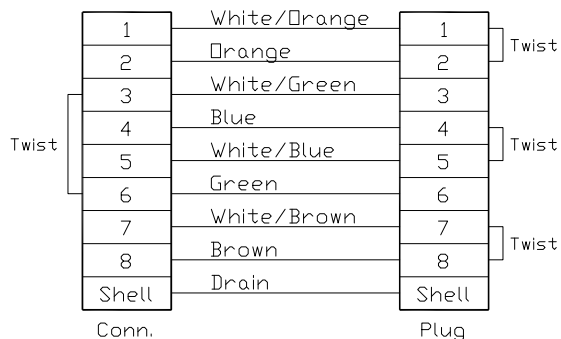 1 White/Orange 1
2 Orange 2 Twist
3 White/Green 3
4 Blue 4
Twist 5 White/Blue 5 Twist
6 Green 6
7 White/Brown 7
8 Brown 8 Twist
Shell Drain Shell
Conn. Plug